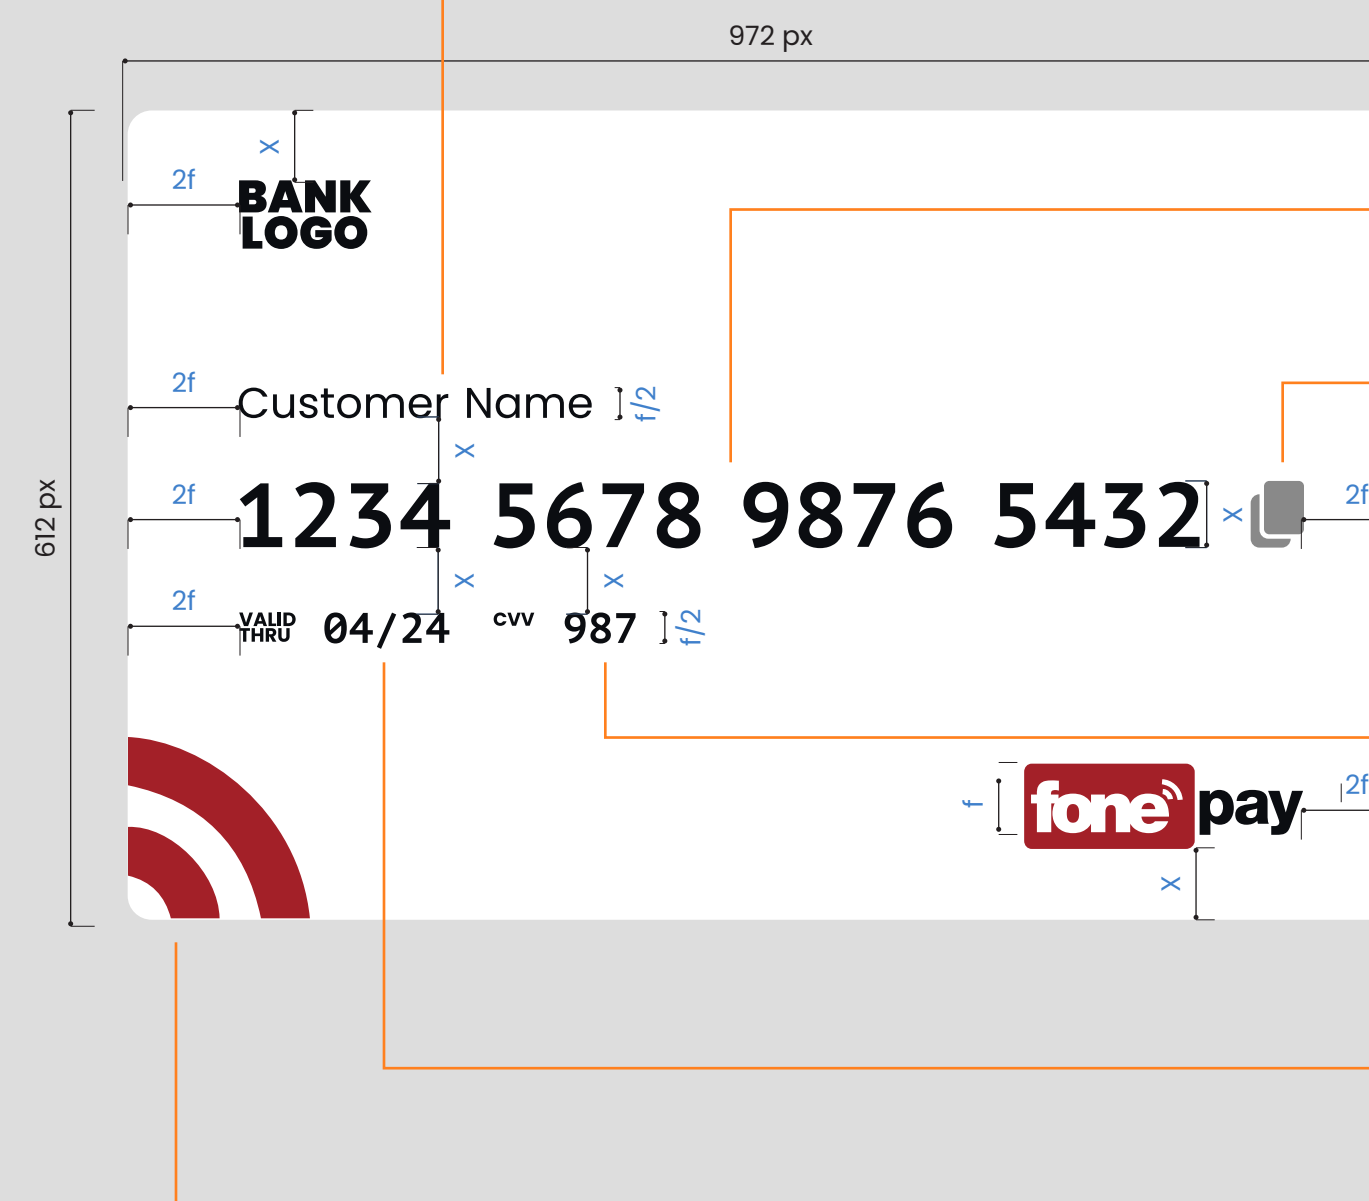 972 px
X
2f
BANK
LOGO
2f
Customer Name
f/2
X
612 px
2f
1234 5678 9876 5432
X
2f
X
X
2f
VALID
THRU
04/24
CVV
987
f/2
f
fone pay
2f
X